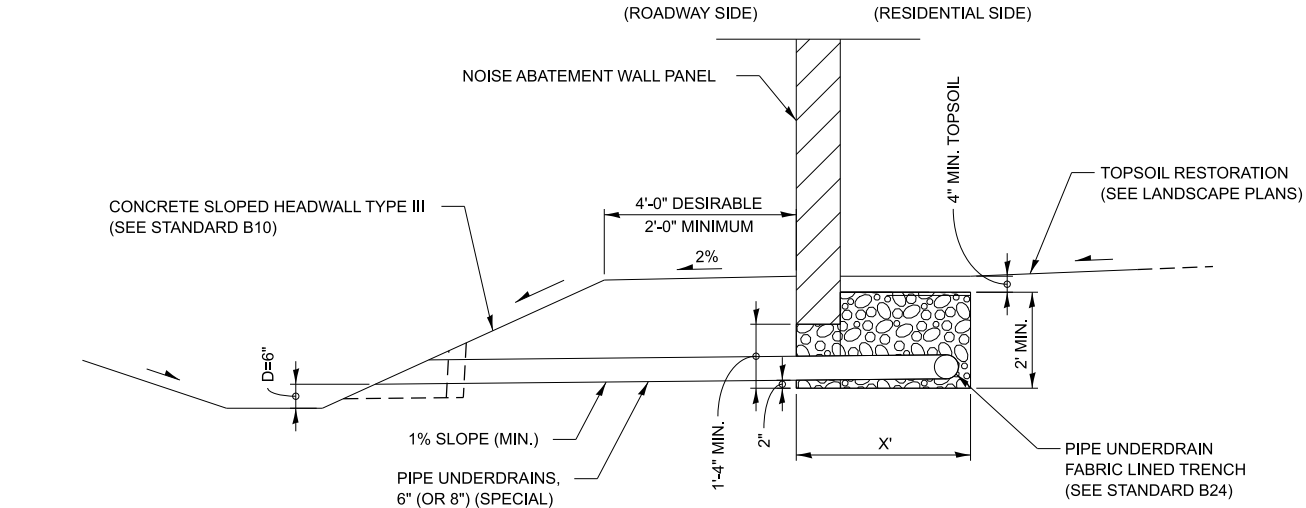 (ROADWAY SIDE)
(RESIDENTIAL SIDE)
NOISE ABATEMENT WALL PANEL
4" MIN. TOPSOIL
TOPSOIL RESTORATION
(SEE LANDSCAPE PLANS)
CONCRETE SLOPED HEADWALL TYPE III
(SEE STANDARD B10)
4'-0" DESIRABLE
2'-0" MINIMUM
2%
D=6"
2' MIN.
1% SLOPE (MIN.)
1'-4" MIN.
2"
X'
PIPE UNDERDRAINS,
6" (OR 8") (SPECIAL)
PIPE UNDERDRAIN
FABRIC LINED TRENCH
(SEE STANDARD B24)